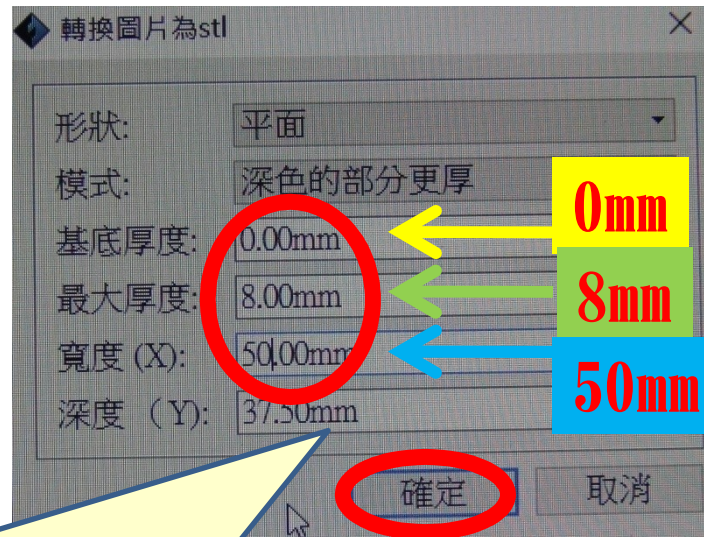 轉換圖片為stl
形狀: 平面
模式: 深色的部分更厚
基底厚度: 0.00mm
0mm
最大厚度: 8.00mm
8mm
寬度 (X): 50.00mm
50mm
深度 （Y): 37.50mm
確定 取消